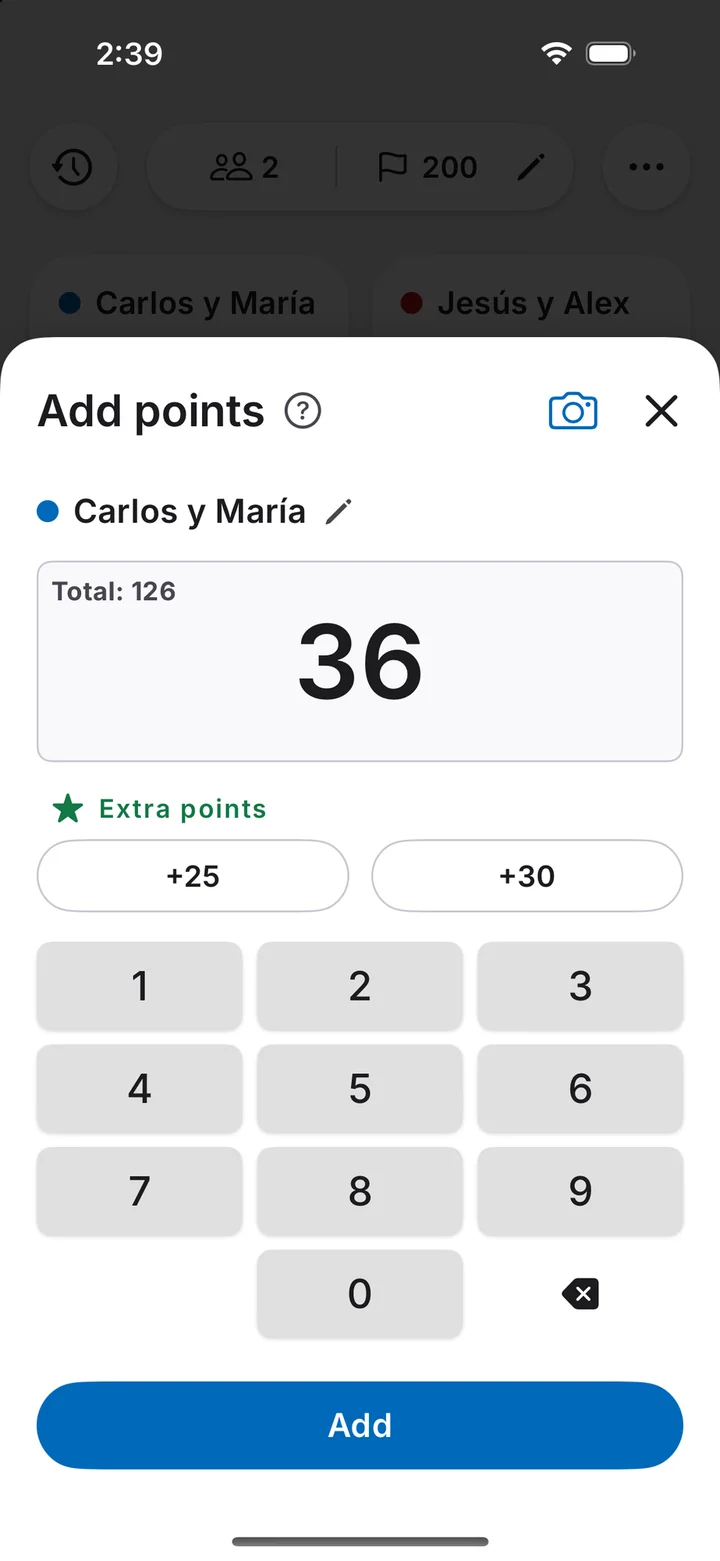 2:39
2
200
Carlos y María
Jesús y Alex
Add points ?
Carlos y María
Total: 126
36
Extra points
+25
+30
1
2
3
4
5
6
7
8
9
0
Add